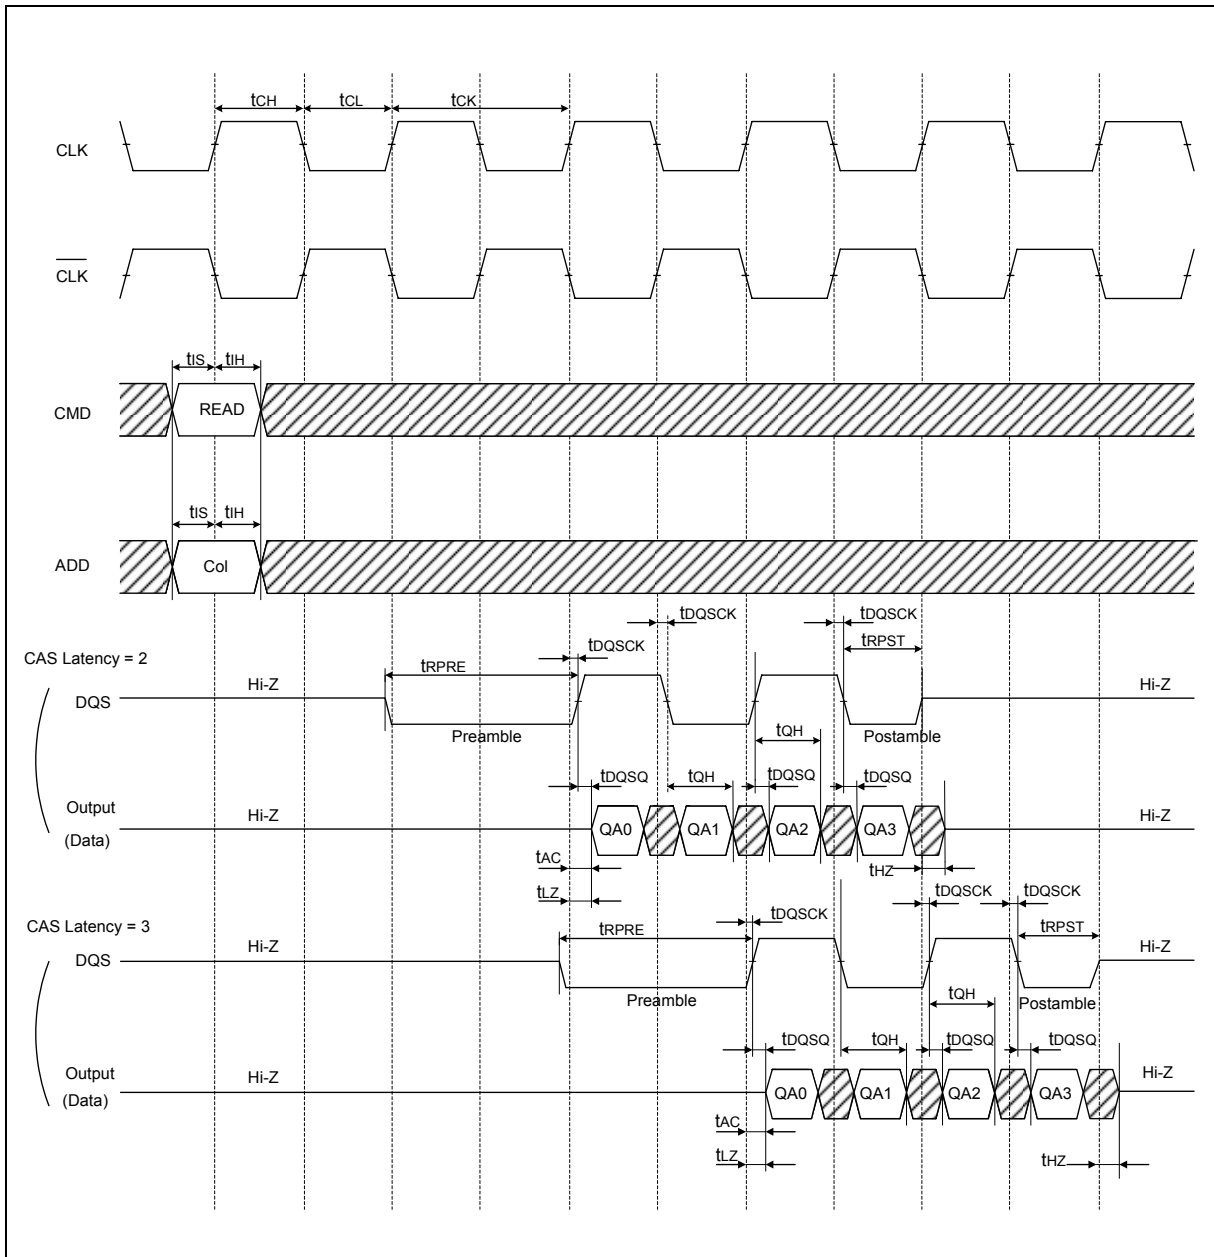 tCH tCL tCK
CLK
CLK
tIS tIH
CMD READ
tIS tIH
ADD Col
tDQSCK tDQSCK
tDQSCK tRPST
CAS Latency = 2
tRPRE
Hi-Z Hi-Z
DQS
Preamble tQH Postamble
tDQSQ tQH tDQSQ tDQSQ
Output Hi-Z Hi-Z
QA0 QA1 QA2 QA3
(Data)
tAC tHZ
tLZ tDQSCK tDQSCK
CAS Latency = 3 tDQSCK
tRPRE tRPST
Hi-Z Hi-Z
DQS
Preamble tQH Postamble
tDQSQ tQH tDQSQ tDQSQ
Output Hi-Z Hi-Z
QA0 QA1 QA2 QA3
(Data)
tAC
tLZ tHZ